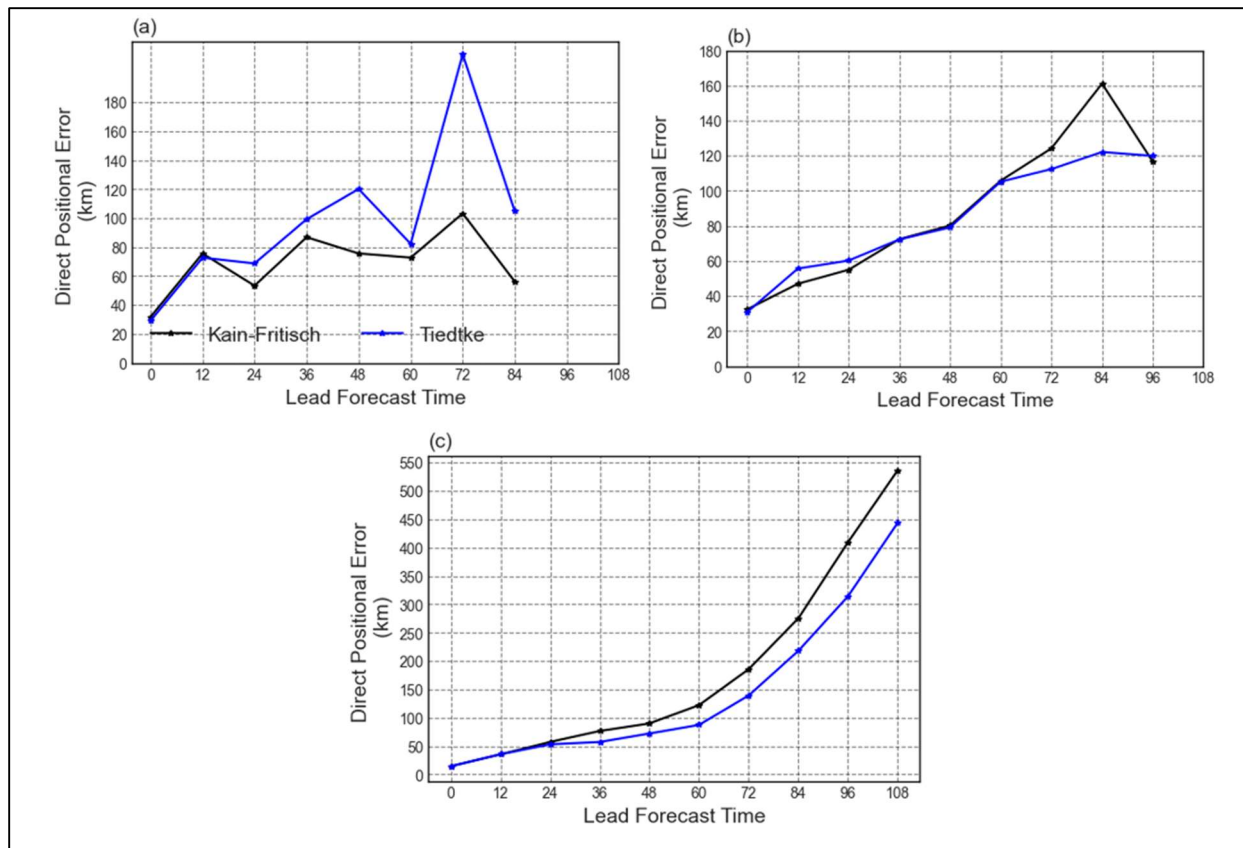 (a)
Direct Positional Error
(km)
180
160
140
120
100
80
60
40
20
0
Kain-Fritisch
Tiedtke
0 12 24 36 48 60 72 84 96 108
Lead Forecast Time
(b)
Direct Positional Error
(km)
180
160
140
120
100
80
60
40
20
0
0 12 24 36 48 60 72 84 96 108
Lead Forecast Time
(c)
Direct Positional Error
(km)
550
500
450
400
350
300
250
200
150
100
50
0
0 12 24 36 48 60 72 84 96 108
Lead Forecast Time